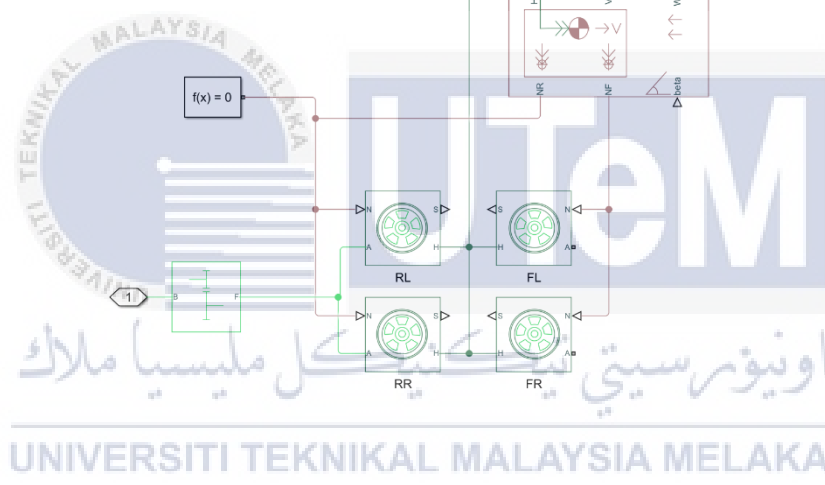 UNIVERSITI TEKNIKAL MALAYSIA MELAKA
UTeM
H
V
w
V
NR
NF
beta
f(x) = 0
N
S
S
N
A
H
H
A
RL
FL
1
B
F
N
S
S
N
A
H
H
A
RR
FR
اونيۏرسيتي تيكنيكل مليسيا ملاك
UNIVERSITI TEKNIKAL MALAYSIA MELAKA